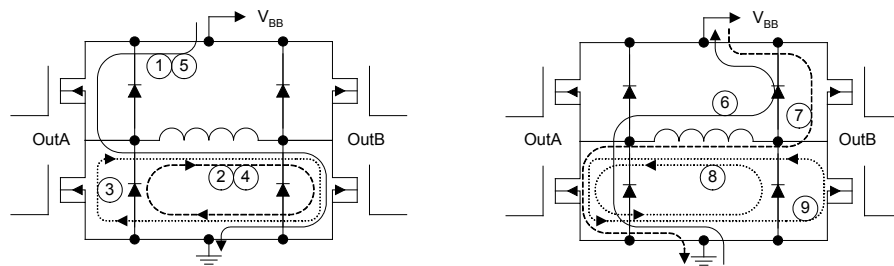 V_BB
① ⑤
OutA
OutB
② ④
③
V_BB
⑥
⑦
OutA
OutB
⑧
⑨